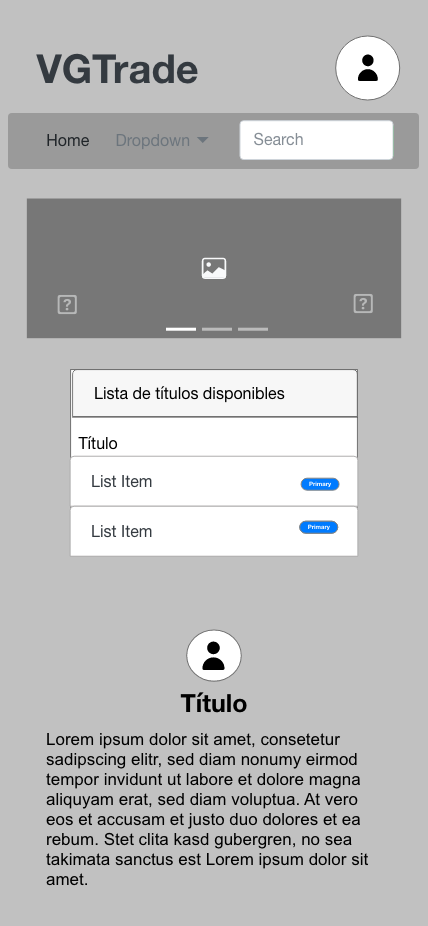 VGTrade
Home
Dropdown
Search
Lista de títulos disponibles
Título
List Item
Primary
List Item
Primary
Título
Lorem ipsum dolor sit amet, consetetur
sadipscing elitr, sed diam nonumy eirmod
tempor invidunt ut labore et dolore magna
aliquyam erat, sed diam voluptua. At vero
eos et accusam et justo duo dolores et ea
rebum. Stet clita kasd gubergren, no sea
takimata sanctus est Lorem ipsum dolor sit
amet.